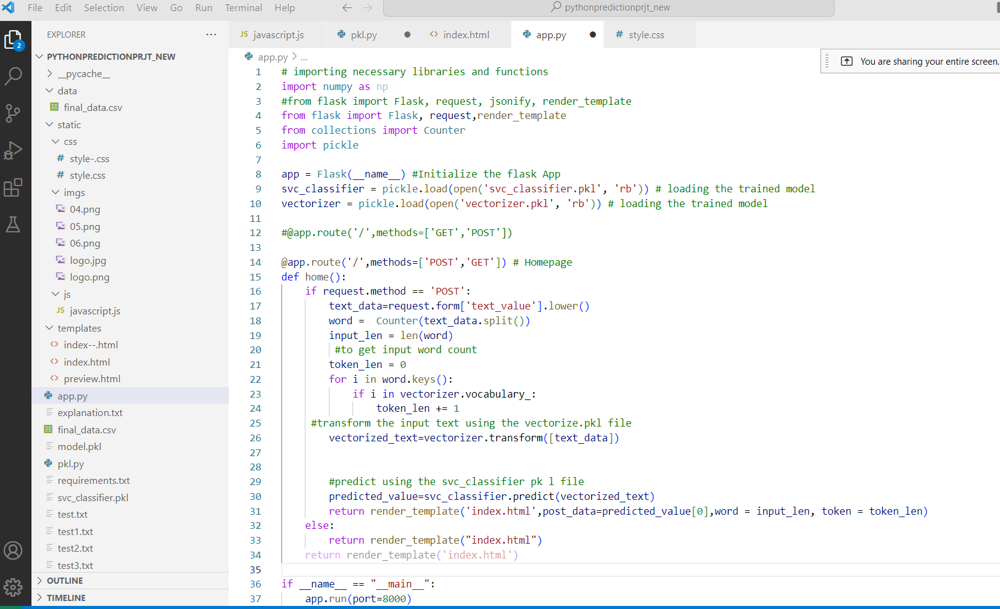 File Edit Selection View Go Run Terminal Help
pythonpredictionprjt_new
EXPLORER
2
PYTHONPREDICTIONPRJT_NEW
__pycache__
data
final_data.csv
static
css
# style-.css
# style.css
imgs
04.png
05.png
06.png
logo.jpg
logo.png
js
JS javascript.js
templates
<> index--.html
<> index.html
<> preview.html
app.py
explanation.txt
final_data.csv
model.pkl
pkl.py
requirements.txt
svc_classifier.pkl
test.txt
test1.txt
test2.txt
test3.txt
OUTLINE
TIMELINE
JS javascript.js pkl.py <> index.html app.py # style.css
app.py > ...
You are sharing your entire screen.
1 # importing necessary libraries and functions
2 import numpy as np
3 #from flask import Flask, request, jsonify, render_template
4 from flask import Flask, request,render_template
5 from collections import Counter
6 import pickle
7
8 app = Flask(__name__) #Initialize the flask App
9 svc_classifier = pickle.load(open('svc_classifier.pkl', 'rb')) # loading the trained model
10 vectorizer = pickle.load(open('vectorizer.pkl', 'rb')) # loading the trained model
11
12 #@app.route('/',methods=['GET','POST'])
13
14 @app.route('/',methods=['POST','GET']) # Homepage
15 def home():
16 if request.method == 'POST':
17 text_data=request.form['text_value'].lower()
18 word =  Counter(text_data.split())
19 input_len = len(word)
20 #to get input word count
21 token_len = 0
22 for i in word.keys():
23 if i in vectorizer.vocabulary_:
24 token_len += 1
25 #transform the input text using the vectorize.pkl file
26 vectorized_text=vectorizer.transform([text_data])
27
28
29 #predict using the svc_classifier pk l file
30 predicted_value=svc_classifier.predict(vectorized_text)
31 return render_template('index.html',post_data=predicted_value[0],word = input_len, token = token_len)
32 else:
33 return render_template("index.html")
34 return render_template('index.html')
35
36 if __name__ == "__main__":
37 app.run(port=8000)